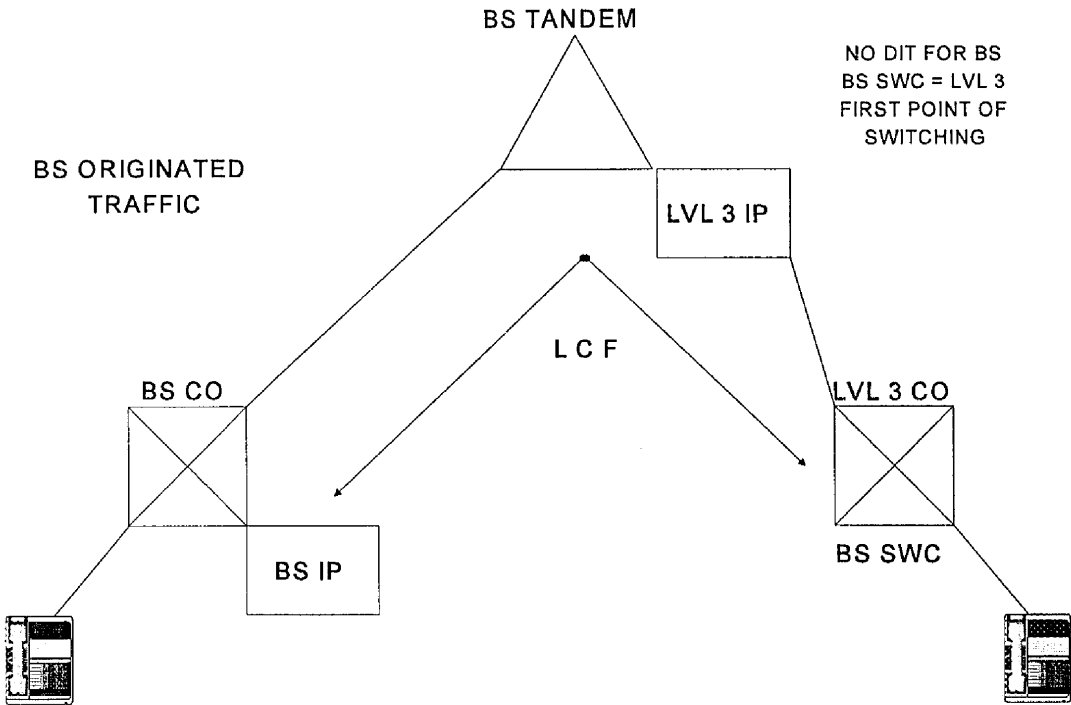 BS TANDEM
NO DIT FOR BS
BS SWC = LVL 3
FIRST POINT OF
SWITCHING
BS ORIGINATED
TRAFFIC
LVL 3 IP
L C F
BS CO
LVL 3 CO
BS IP
BS SWC